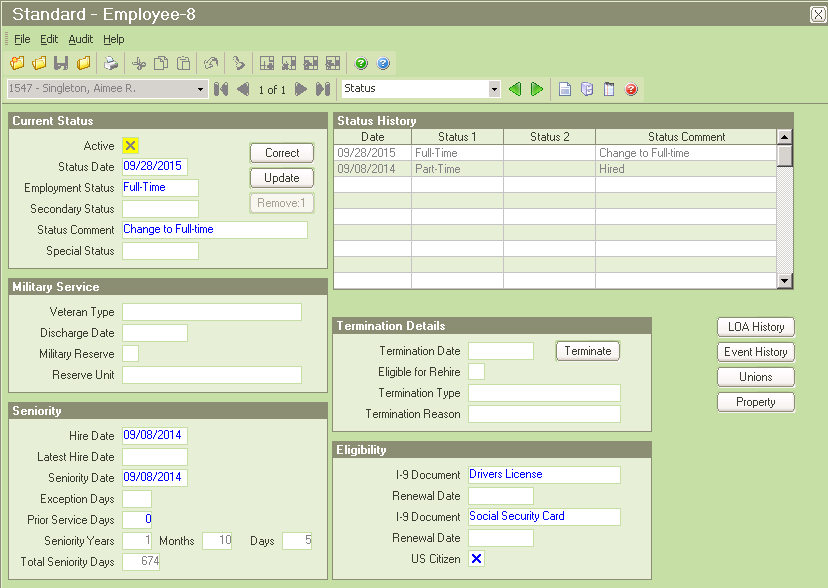 Standard - Employee-8
File Edit Audit Help
1547 - Singleton, Aimee R. 1 of 1 Status
Current Status
Active
Status Date 09/28/2015
Employment Status Full-Time
Secondary Status
Status Comment Change to Full-time
Special Status
Correct
Update
Remove:1
Status History
Date Status 1 Status 2 Status Comment
09/28/2015 Full-Time Change to Full-time
09/08/2014 Part-Time Hired
Military Service
Veteran Type
Discharge Date
Military Reserve
Reserve Unit
Termination Details
Termination Date Terminate
Eligible for Rehire
Termination Type
Termination Reason
LOA History
Event History
Unions
Property
Seniority
Hire Date 09/08/2014
Latest Hire Date
Seniority Date 09/08/2014
Exception Days
Prior Service Days 0
Seniority Years 1 Months 10 Days 5
Total Seniority Days 674
Eligibility
I-9 Document Drivers License
Renewal Date
I-9 Document Social Security Card
Renewal Date
US Citizen